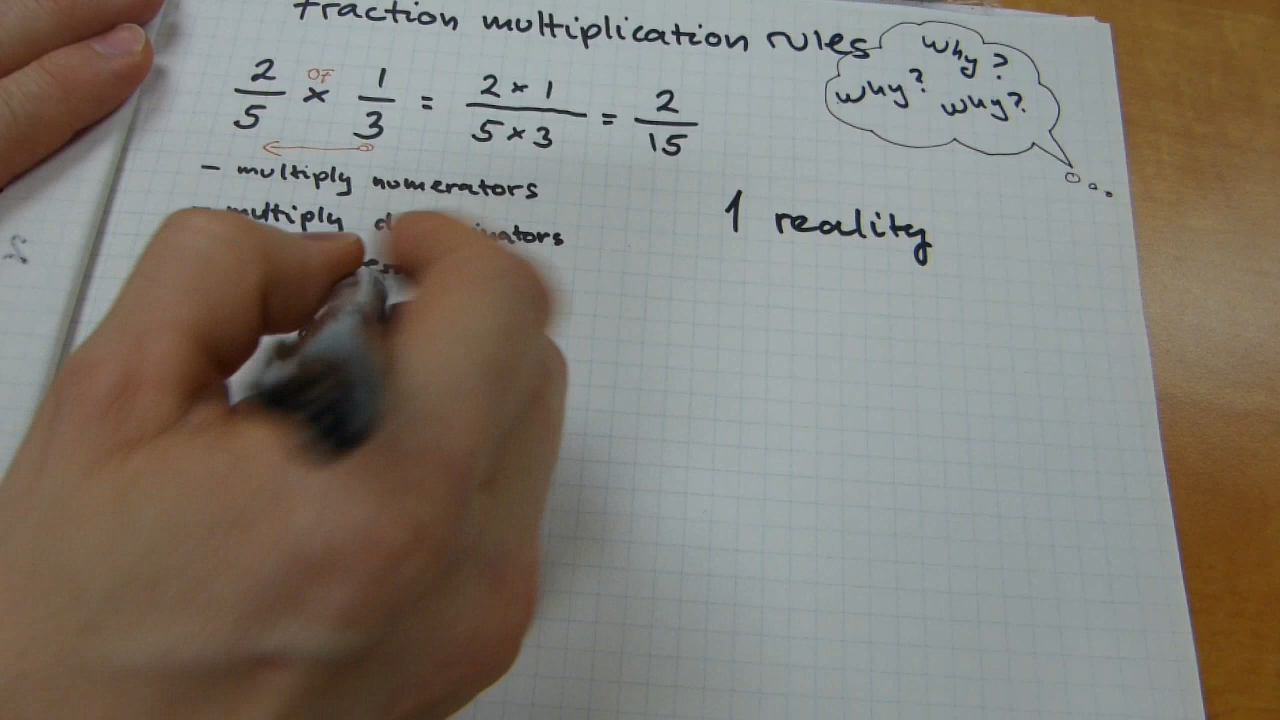 fraction multiplication rules
why?
why? why?
2/5 × 1/3 = 2 × 1/5 × 3 = 2/15
OF
- multiply numerators
- multiply
1 reality